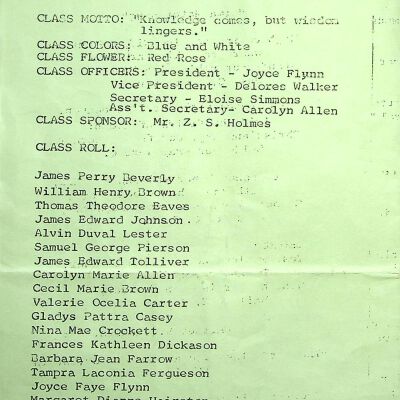 CLASS MOTTO: "Knowledge comes, but wisdom
lingers."
CLASS COLORS: Blue and White
CLASS FLOWER: Red Rose
CLASS OFFICERS: President - Joyce Flynn
Vice President - Delores Walker
Secretary - Eloise Simmons
Ass't. Secretary- Carolyn Allen
CLASS SPONSOR: Mr. Z. S. Holmes
CLASS ROLL:
James Perry Beverly
William Henry Brown
Thomas Theodore Eaves
James Edward Johnson
Alvin Duval Lester
Samuel George Pierson
James Edward Tolliver
Carolyn Marie Allen
Cecil Marie Brown
Valerie Ocelia Carter
Gladys Pattra Casey
Nina Mae Crockett
Frances Kathleen Dickason
Barbara Jean Farrow
Tampra Laconia Fergueson
Joyce Faye Flynn
Margaret Dianne Hairston